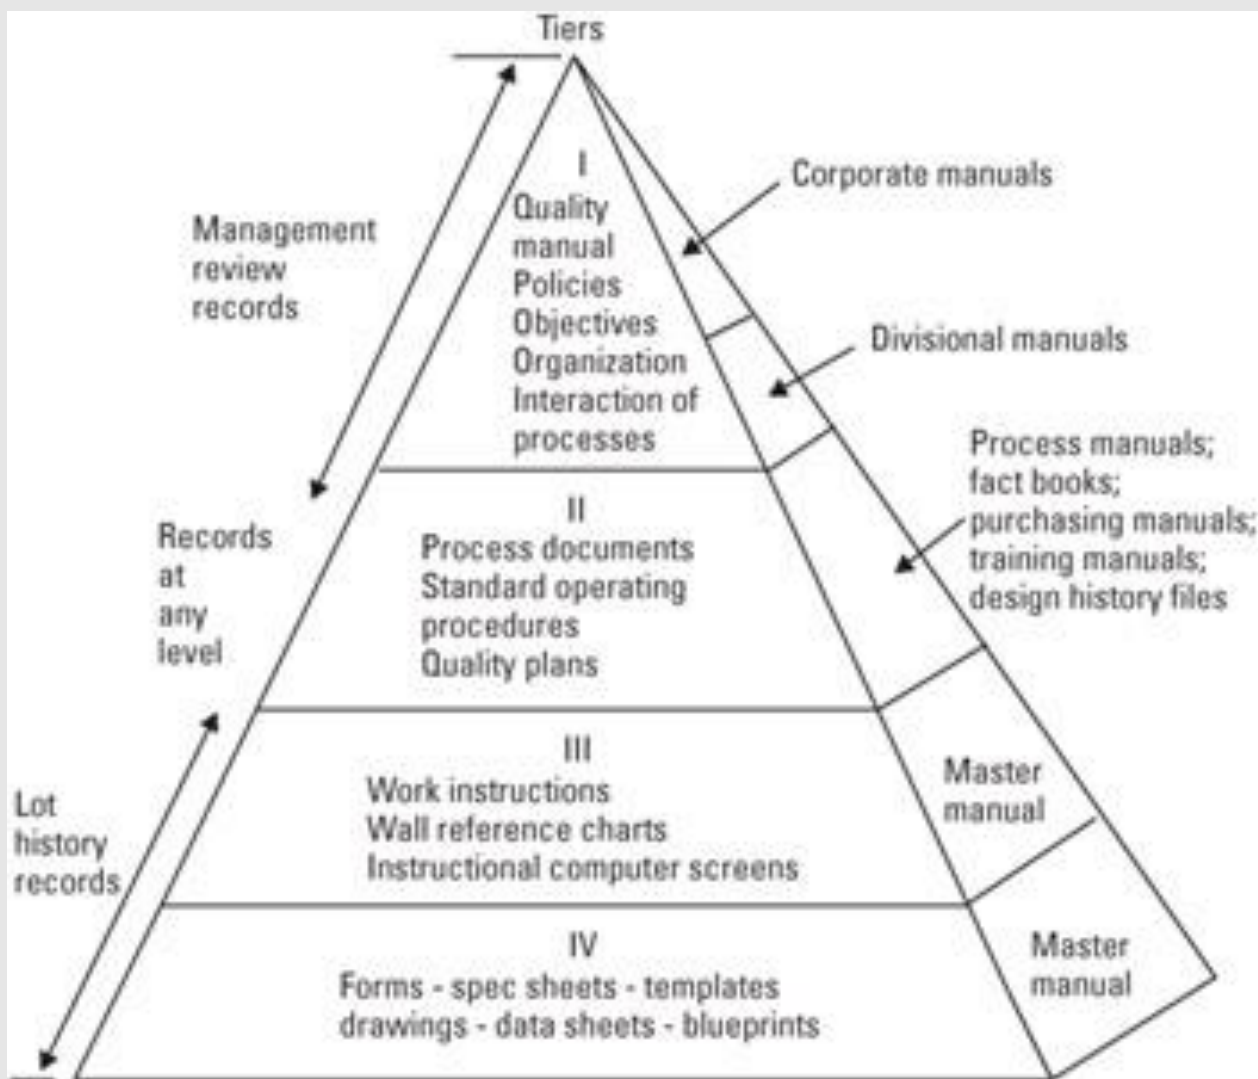 Tiers
I
Quality
manual
Policies
Objectives
Organization
Interaction of
processes
Corporate manuals
Management
review
records
Divisional manuals
II
Process documents
Standard operating
procedures
Quality plans
Process manuals;
fact books;
purchasing manuals;
training manuals;
design history files
Records
at
any
level
III
Work instructions
Wall reference charts
Instructional computer screens
Master
manual
Lot
history
records
IV
Forms - spec sheets - templates
drawings - data sheets - blueprints
Master
manual